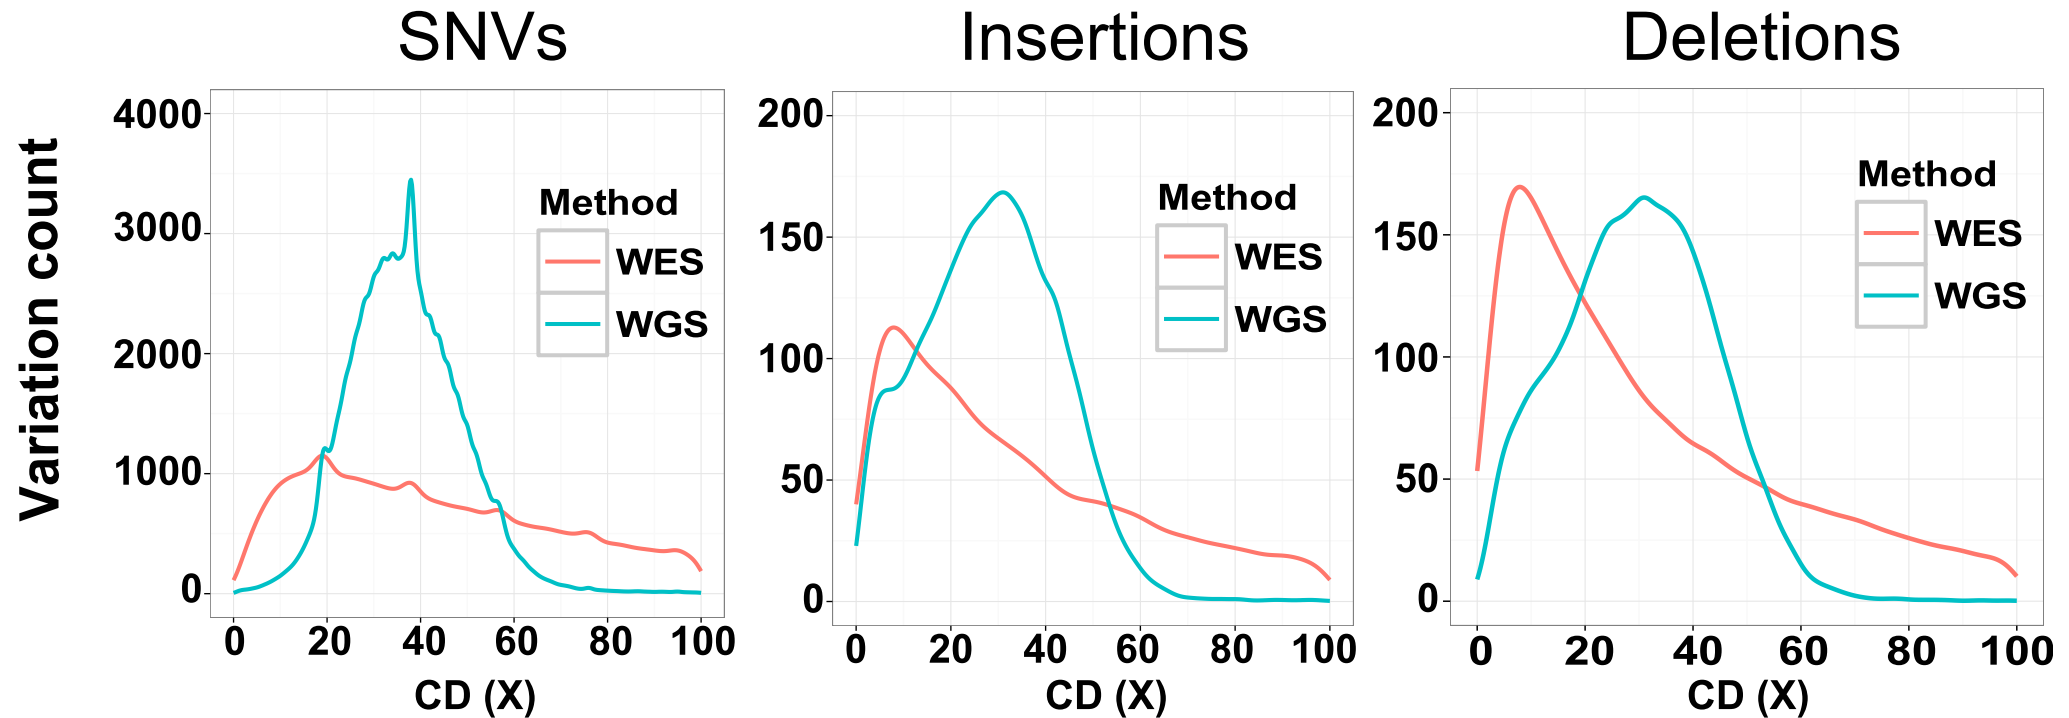 SNVs
Insertions
Deletions
Variation count
4000
3000
2000
1000
0
0 20 40 60 80 100
CD (X)
Method
WES
WGS
200
150
100
50
0
0 20 40 60 80 100
CD (X)
Method
WES
WGS
200
150
100
50
0
0 20 40 60 80 100
CD (X)
Method
WES
WGS